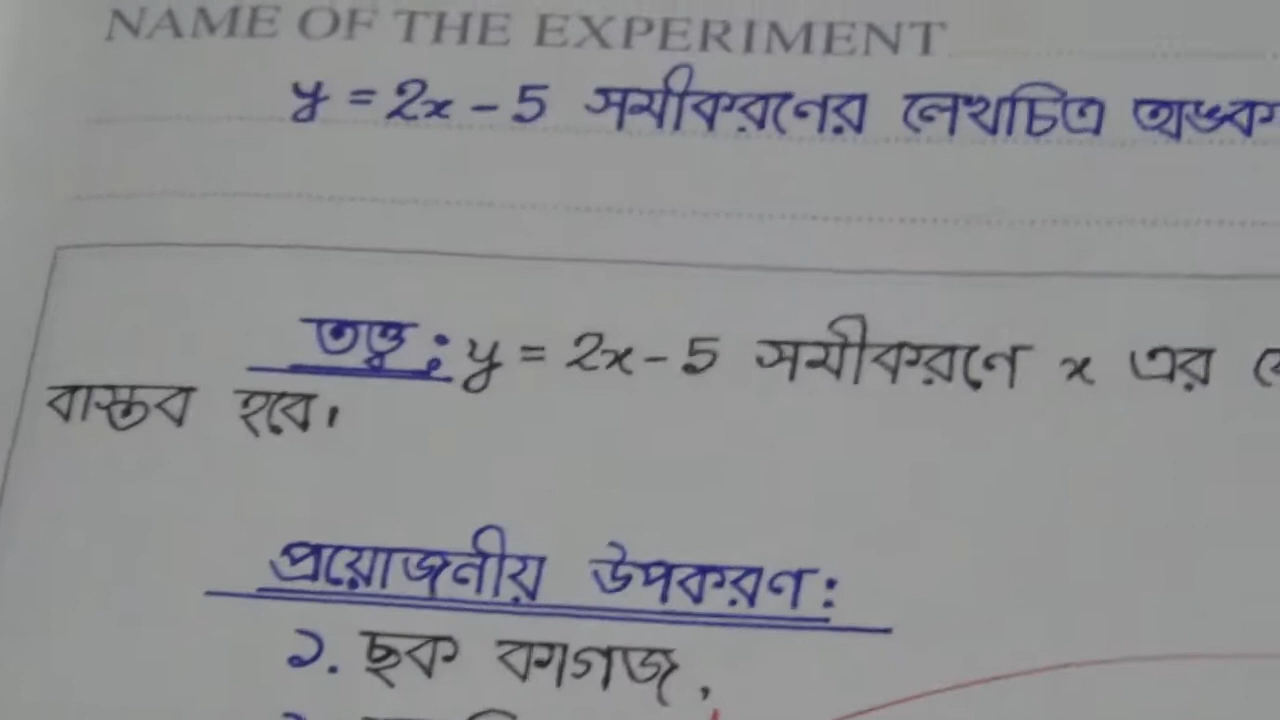 NAME OF THE EXPERIMENT
y = 2x - 5 সমীকরণের লেখচিত্র অঙ্ক
তত্ত্ব : y = 2x - 5 সমীকরণে x এর
বাস্তব হবে।
প্রয়োজনীয় উপকরণ :
১. ছক কাগজ,